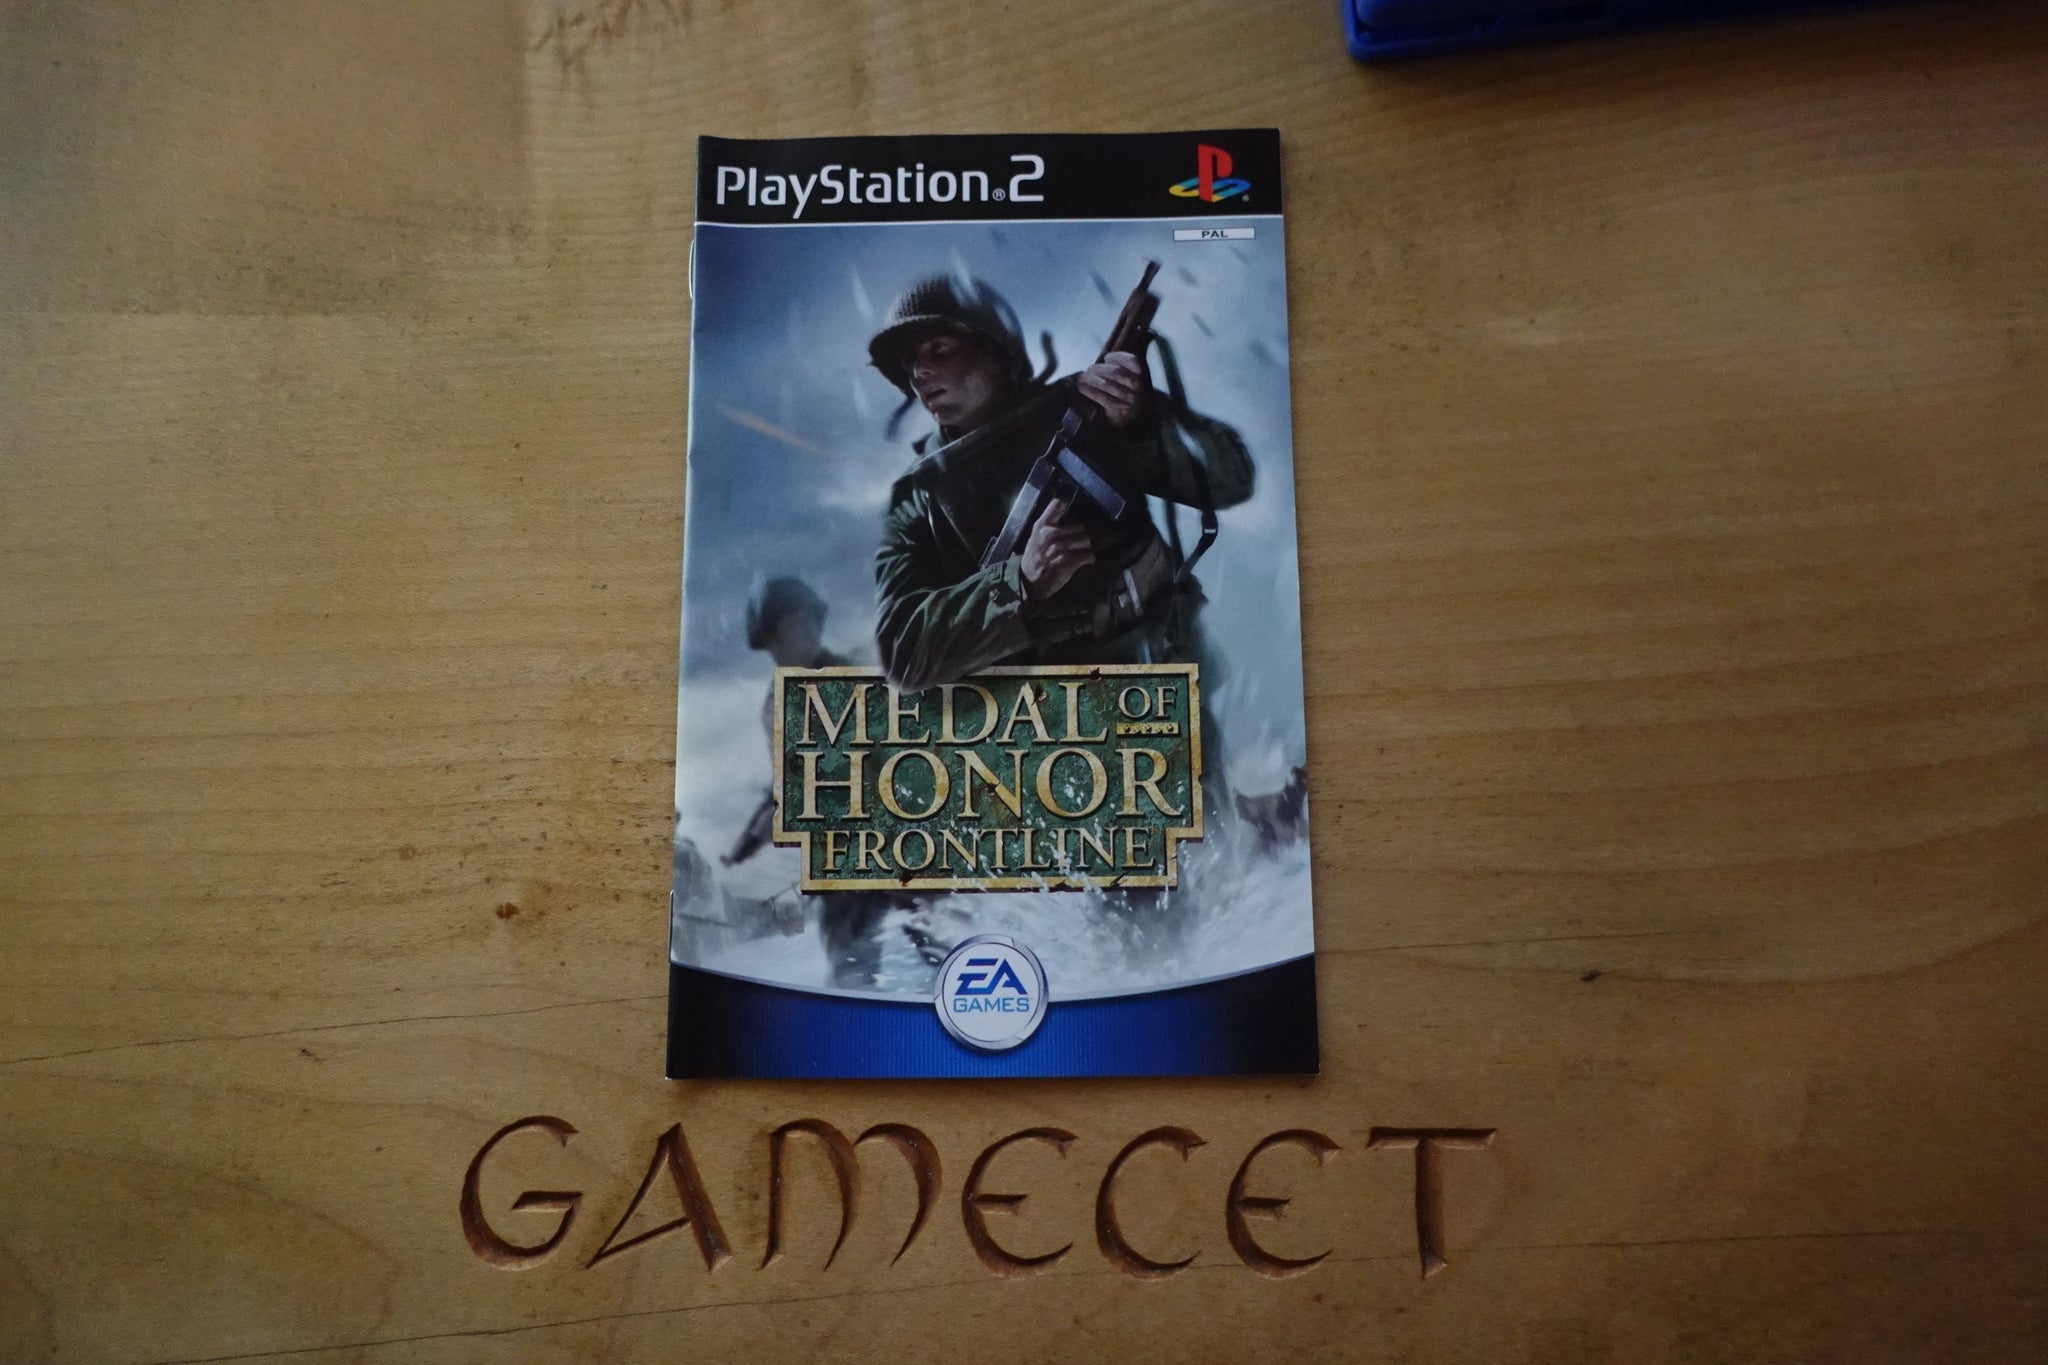 PlayStation®2
PAL
MEDAL OF
HONOR
FRONTLINE
EA
GAMES
GAMECET